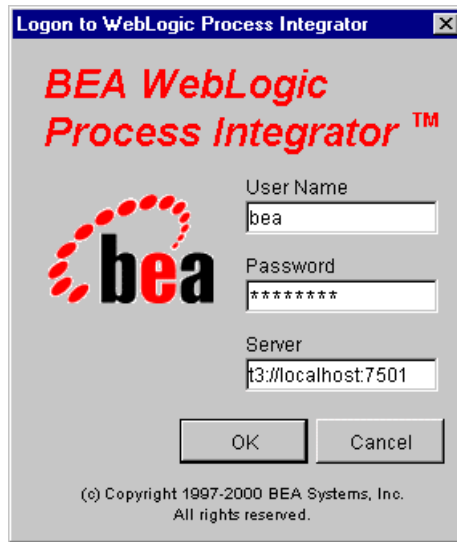 Logon to WebLogic Process Integrator
BEA WebLogic
Process Integrator ™
bea
User Name
bea
Password
********
Server
t3://localhost:7501
OK
Cancel
(c) Copyright 1997-2000 BEA Systems, Inc.
All rights reserved.